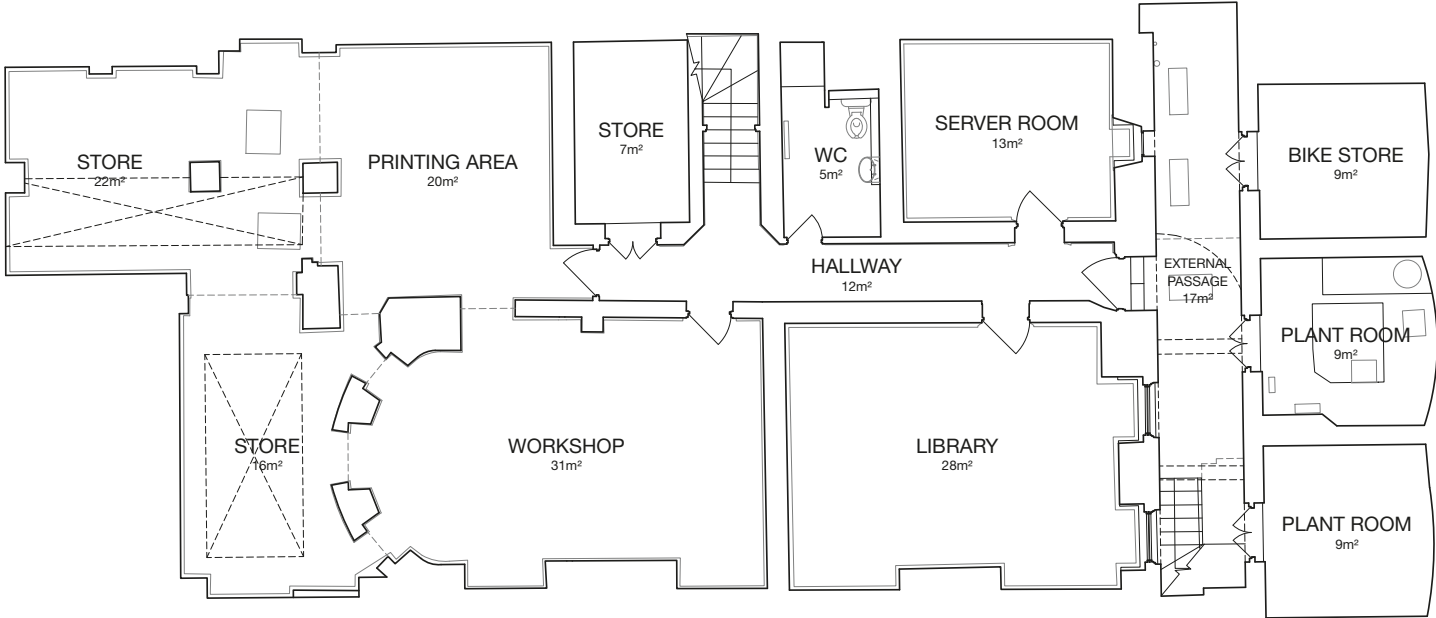 STORE
22m²
PRINTING AREA
20m²
STORE
7m²
WC
5m²
SERVER ROOM
13m²
BIKE STORE
9m²
HALLWAY
12m²
EXTERNAL
PASSAGE
17m²
PLANT ROOM
9m²
STORE
16m²
WORKSHOP
31m²
LIBRARY
28m²
PLANT ROOM
9m²